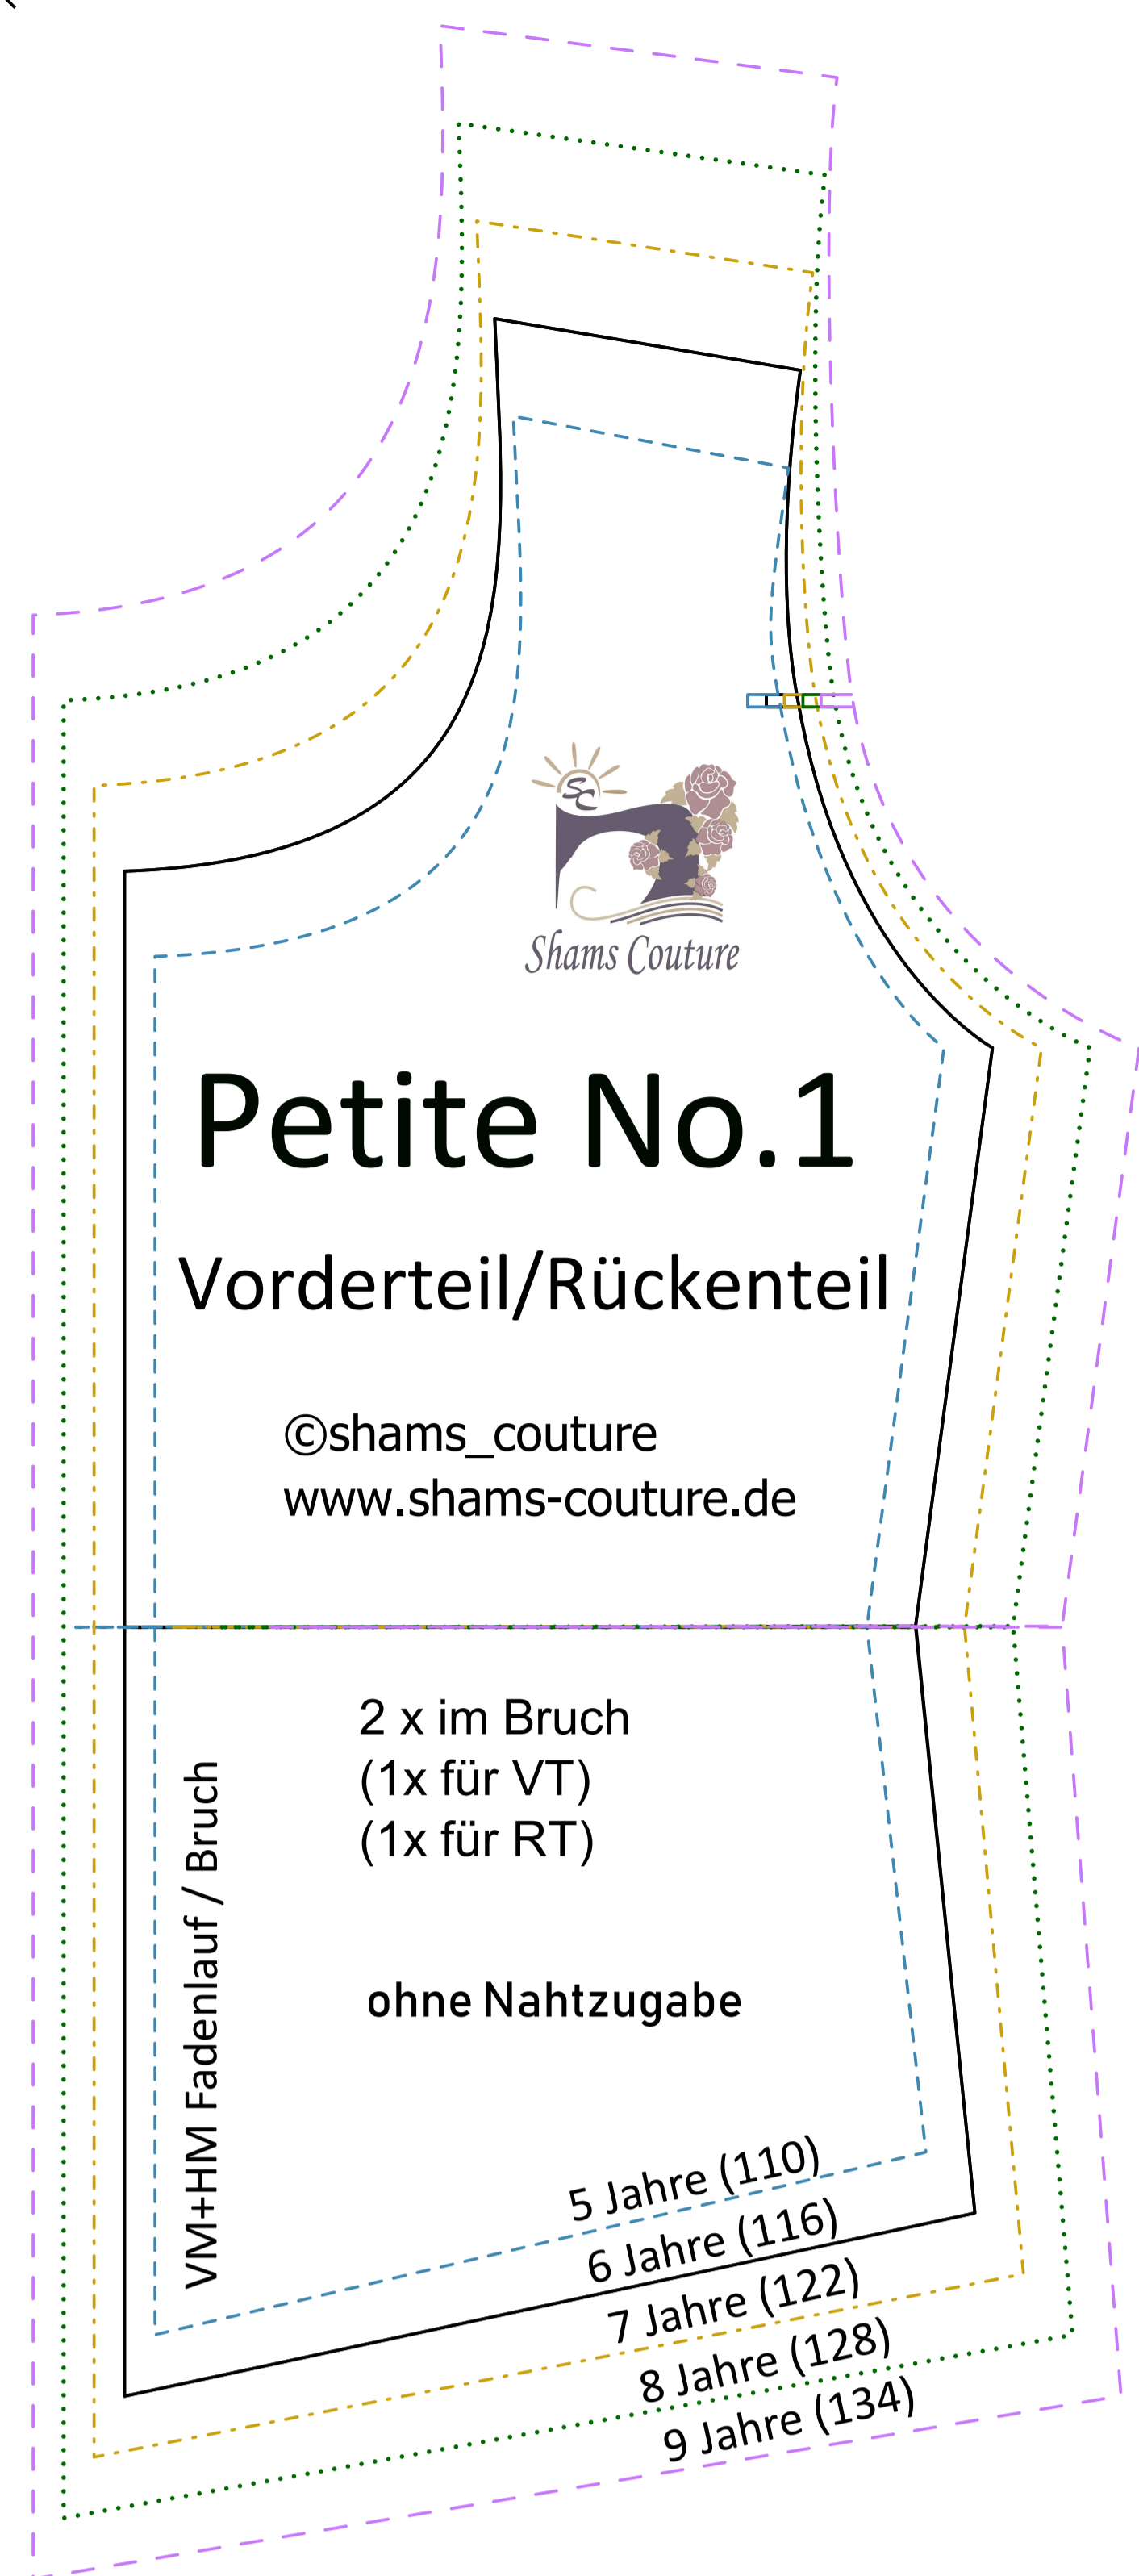 SC
Shams Couture
Petite No.1
Vorderteil/Rückenteil
©shams_couture
www.shams-couture.de
2 x im Bruch
(1x für VT)
(1x für RT)
VM+HM Fadenlauf / Bruch
ohne Nahtzugabe
5 Jahre (110)
6 Jahre (116)
7 Jahre (122)
8 Jahre (128)
9 Jahre (134)